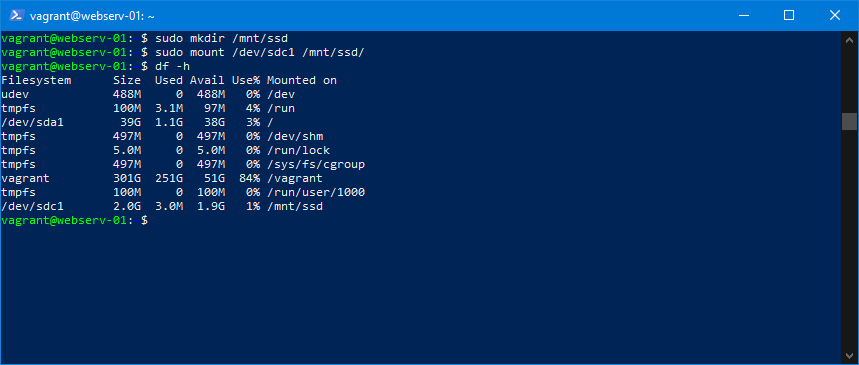 vagrant@webserv-01: ~
vagrant@webserv-01: $ sudo mkdir /mnt/ssd
vagrant@webserv-01: $ sudo mount /dev/sdc1 /mnt/ssd/
vagrant@webserv-01: $ df -h
Filesystem      Size  Used Avail Use% Mounted on
udev            488M     0  488M   0% /dev
tmpfs           100M  3.1M   97M   4% /run
/dev/sda1        39G  1.1G   38G   3% /
tmpfs           497M     0  497M   0% /dev/shm
tmpfs           5.0M     0  5.0M   0% /run/lock
tmpfs           497M     0  497M   0% /sys/fs/cgroup
vagrant         301G  251G   51G  84% /vagrant
tmpfs           100M     0  100M   0% /run/user/1000
/dev/sdc1       2.0G  3.0M  1.9G   1% /mnt/ssd
vagrant@webserv-01: $